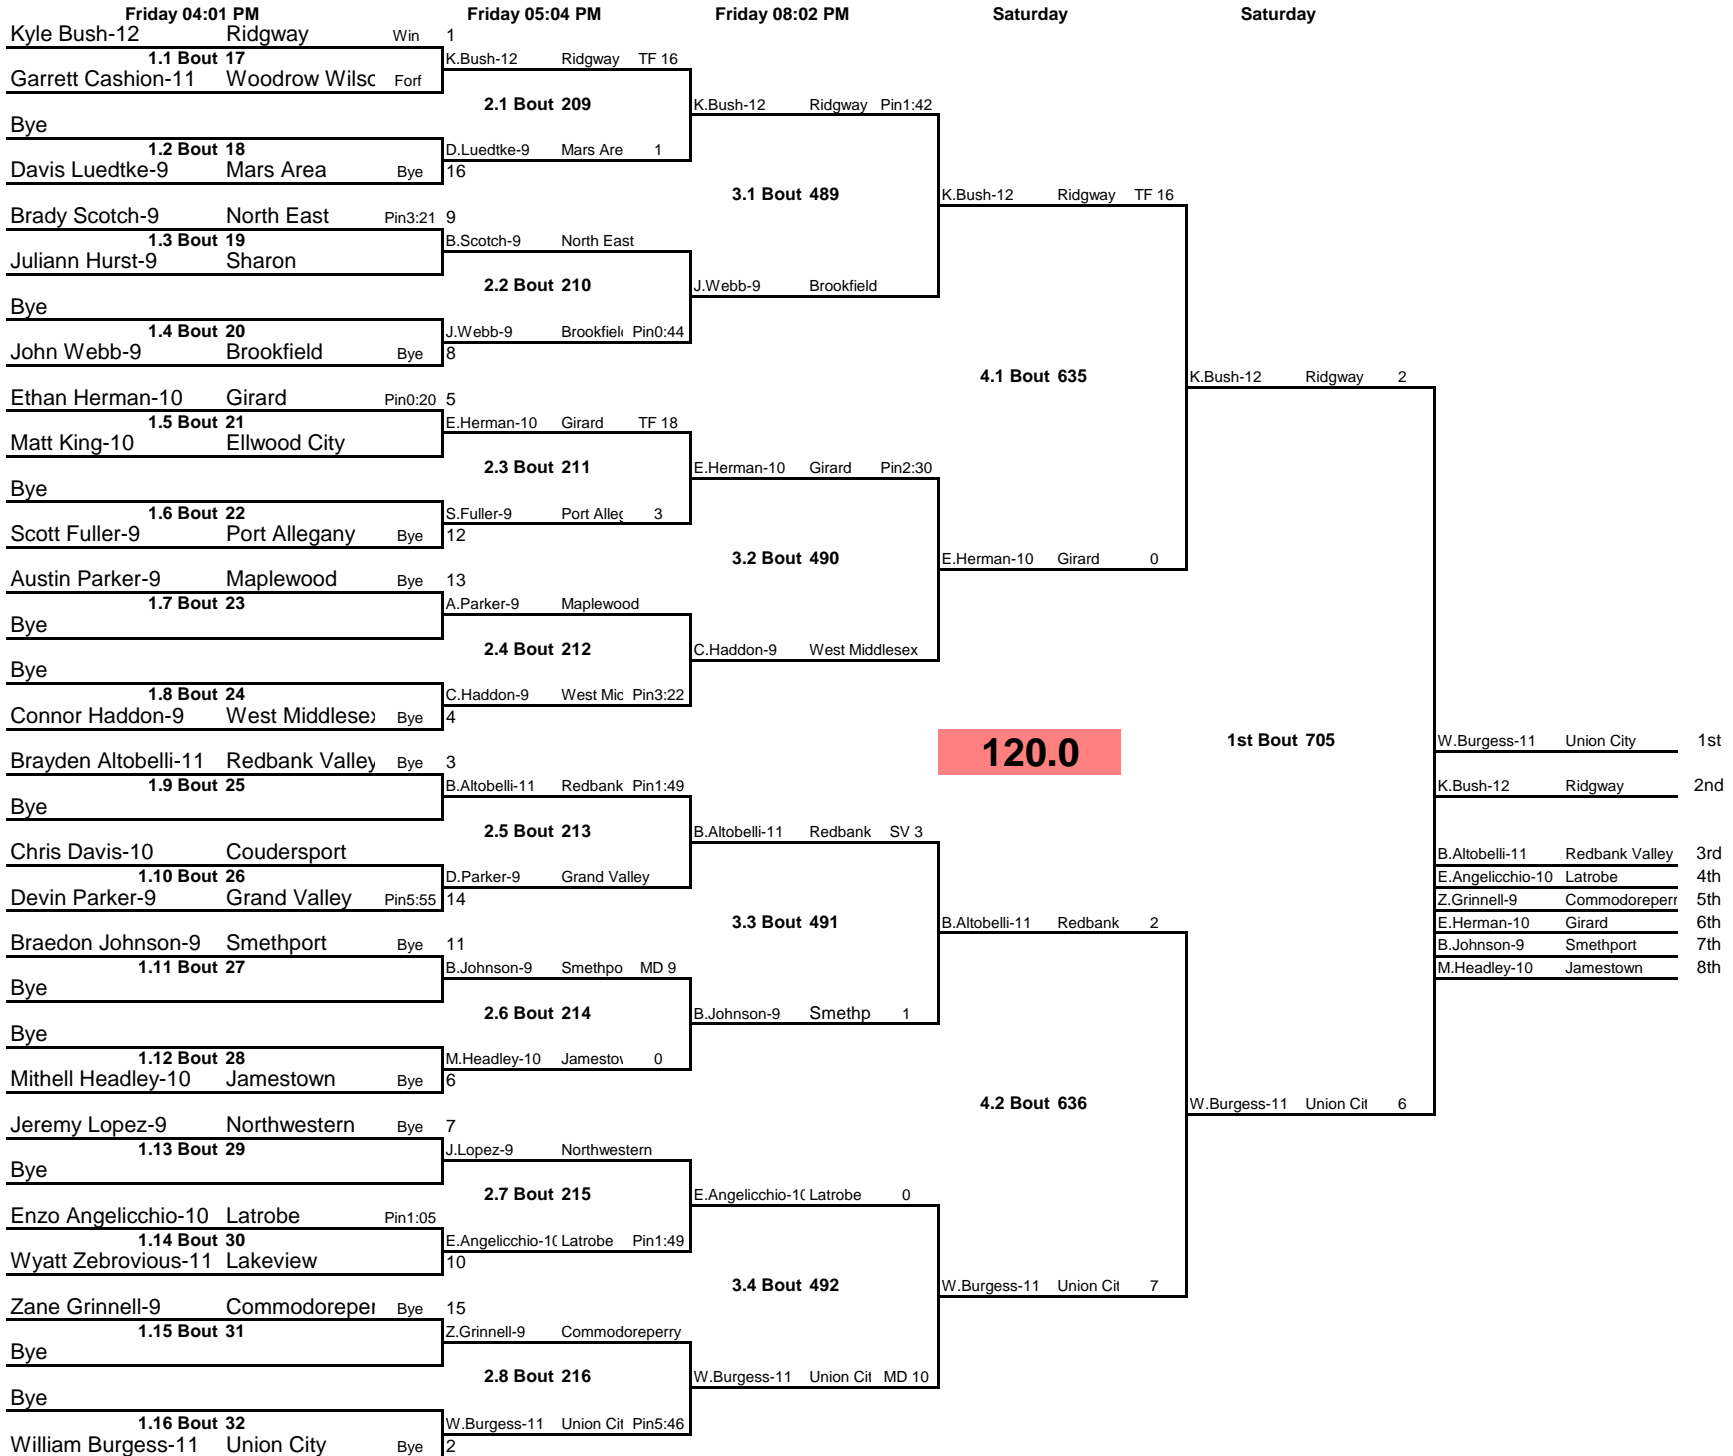 Friday 04:01 PM Friday 05:04 PM Friday 08:02 PM Saturday Saturday
Kyle Bush-12 Ridgway Win 1
1.1 Bout 17 K.Bush-12 Ridgway TF 16
Garrett Cashion-11 Woodrow Wilsc Forf
2.1 Bout 209 K.Bush-12 Ridgway Pin1:42
Bye
1.2 Bout 18 D.Luedtke-9 Mars Are 1
Davis Luedtke-9 Mars Area Bye 16
3.1 Bout 489 K.Bush-12 Ridgway TF 16
Brady Scotch-9 North East Pin3:21 9
1.3 Bout 19 B.Scotch-9 North East
Juliann Hurst-9 Sharon
2.2 Bout 210 J.Webb-9 Brookfield
Bye
1.4 Bout 20 J.Webb-9 Brookfiel Pin0:44
John Webb-9 Brookfield Bye 8
4.1 Bout 635 K.Bush-12 Ridgway 2
Ethan Herman-10 Girard Pin0:20 5
1.5 Bout 21 E.Herman-10 Girard TF 18
Matt King-10 Ellwood City
2.3 Bout 211 E.Herman-10 Girard Pin2:30
Bye
1.6 Bout 22 S.Fuller-9 Port Alleg 3
Scott Fuller-9 Port Allegany Bye 12
3.2 Bout 490 E.Herman-10 Girard 0
Austin Parker-9 Maplewood Bye 13
1.7 Bout 23 A.Parker-9 Maplewood
Bye
2.4 Bout 212 C.Haddon-9 West Middlesex
Bye
1.8 Bout 24 C.Haddon-9 West Mic Pin3:22
Connor Haddon-9 West Middlesex Bye 4
120.0 1st Bout 705 W.Burgess-11 Union City 1st
Brayden Altobelli-11 Redbank Valley Bye 3
1.9 Bout 25 B.Altobelli-11 Redbank Pin1:49 K.Bush-12 Ridgway 2nd
Bye
2.5 Bout 213 B.Altobelli-11 Redbank SV 3
Chris Davis-10 Coudersport B.Altobelli-11 Redbank Valley 3rd
1.10 Bout 26 D.Parker-9 Grand Valley E.Angelicchio-10 Latrobe 4th
Devin Parker-9 Grand Valley Pin5:55 14 Z.Grinnell-9 Commodoreperr 5th
3.3 Bout 491 B.Altobelli-11 Redbank 2 E.Herman-10 Girard 6th
Braedon Johnson-9 Smethport Bye 11 B.Johnson-9 Smethport 7th
1.11 Bout 27 B.Johnson-9 Smethpo MD 9 M.Headley-10 Jamestown 8th
Bye
2.6 Bout 214 B.Johnson-9 Smethp 1
Bye
1.12 Bout 28 M.Headley-10 Jamestov 0
Mithell Headley-10 Jamestown Bye 6
4.2 Bout 636 W.Burgess-11 Union Cit 6
Jeremy Lopez-9 Northwestern Bye 7
1.13 Bout 29 J.Lopez-9 Northwestern
Bye
2.7 Bout 215 E.Angelicchio-1( Latrobe 0
Enzo Angelicchio-10 Latrobe Pin1:05
1.14 Bout 30 E.Angelicchio-1( Latrobe Pin1:49
Wyatt Zebrovious-11 Lakeview 10
3.4 Bout 492 W.Burgess-11 Union Cit 7
Zane Grinnell-9 Commodoreper Bye 15
1.15 Bout 31 Z.Grinnell-9 Commodoreperry
Bye
2.8 Bout 216 W.Burgess-11 Union Cit MD 10
Bye
1.16 Bout 32 W.Burgess-11 Union Cit Pin5:46
William Burgess-11 Union City Bye 2